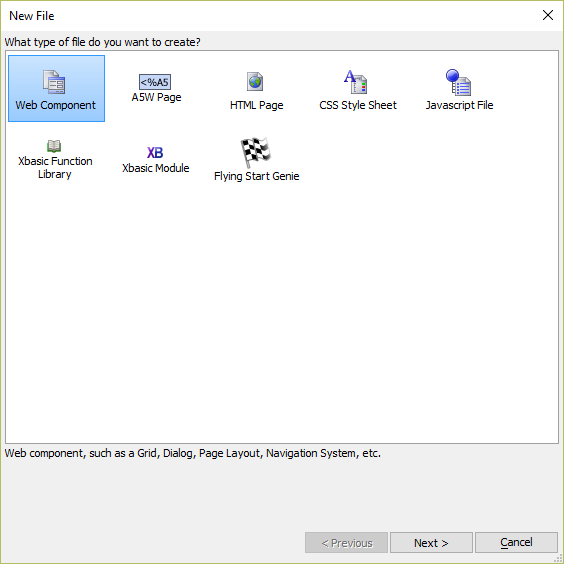 New File
What type of file do you want to create?
<%A5
Web Component
A5W Page
HTML Page
CSS Style Sheet
Javascript File
XB
Xbasic Function
Library
Xbasic Module
Flying Start Genie
Web component, such as a Grid, Dialog, Page Layout, Navigation System, etc.
< Previous
Next >
Cancel